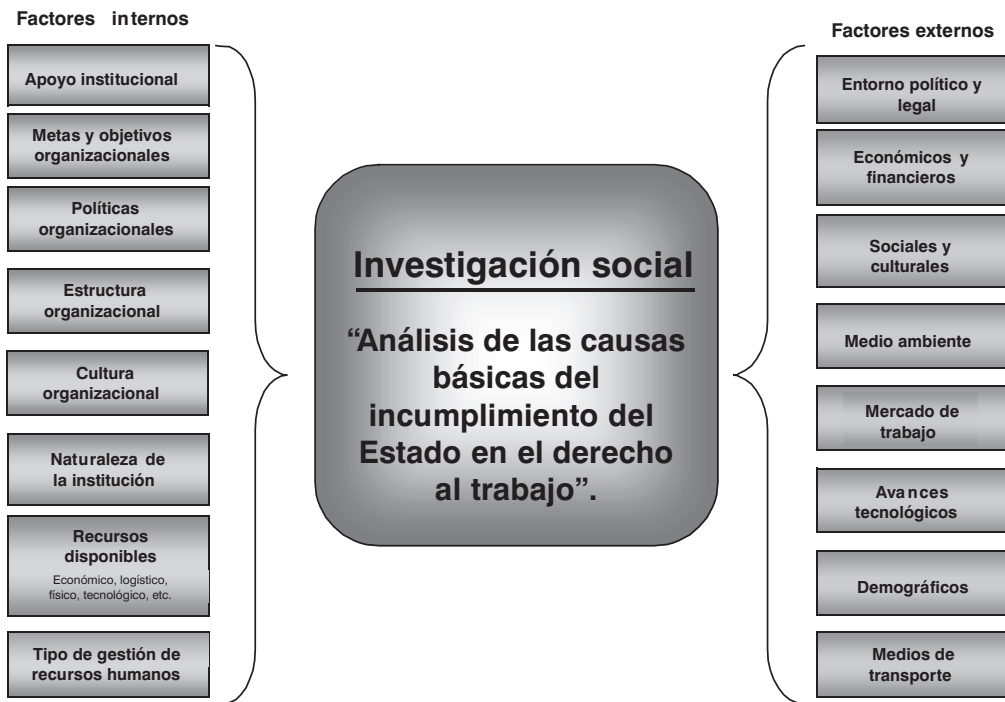 Factores internos
Apoyo institucional
Metas y objetivos
organizacionales
Políticas
organizacionales
Estructura
organizacional
Cultura
organizacional
Naturaleza de
la institución
Recursos
disponibles
Económico, logístico,
físico, tecnológico, etc.
Tipo de gestión de
recursos humanos
Investigación social
“Análisis de las causas
básicas del
incumplimiento del
Estado en el derecho
al trabajo”.
Factores externos
Entorno político y
legal
Económicos y
financieros
Sociales y
culturales
Medio ambiente
Mercado de
trabajo
Avances
tecnológicos
Demográficos
Medios de
transporte